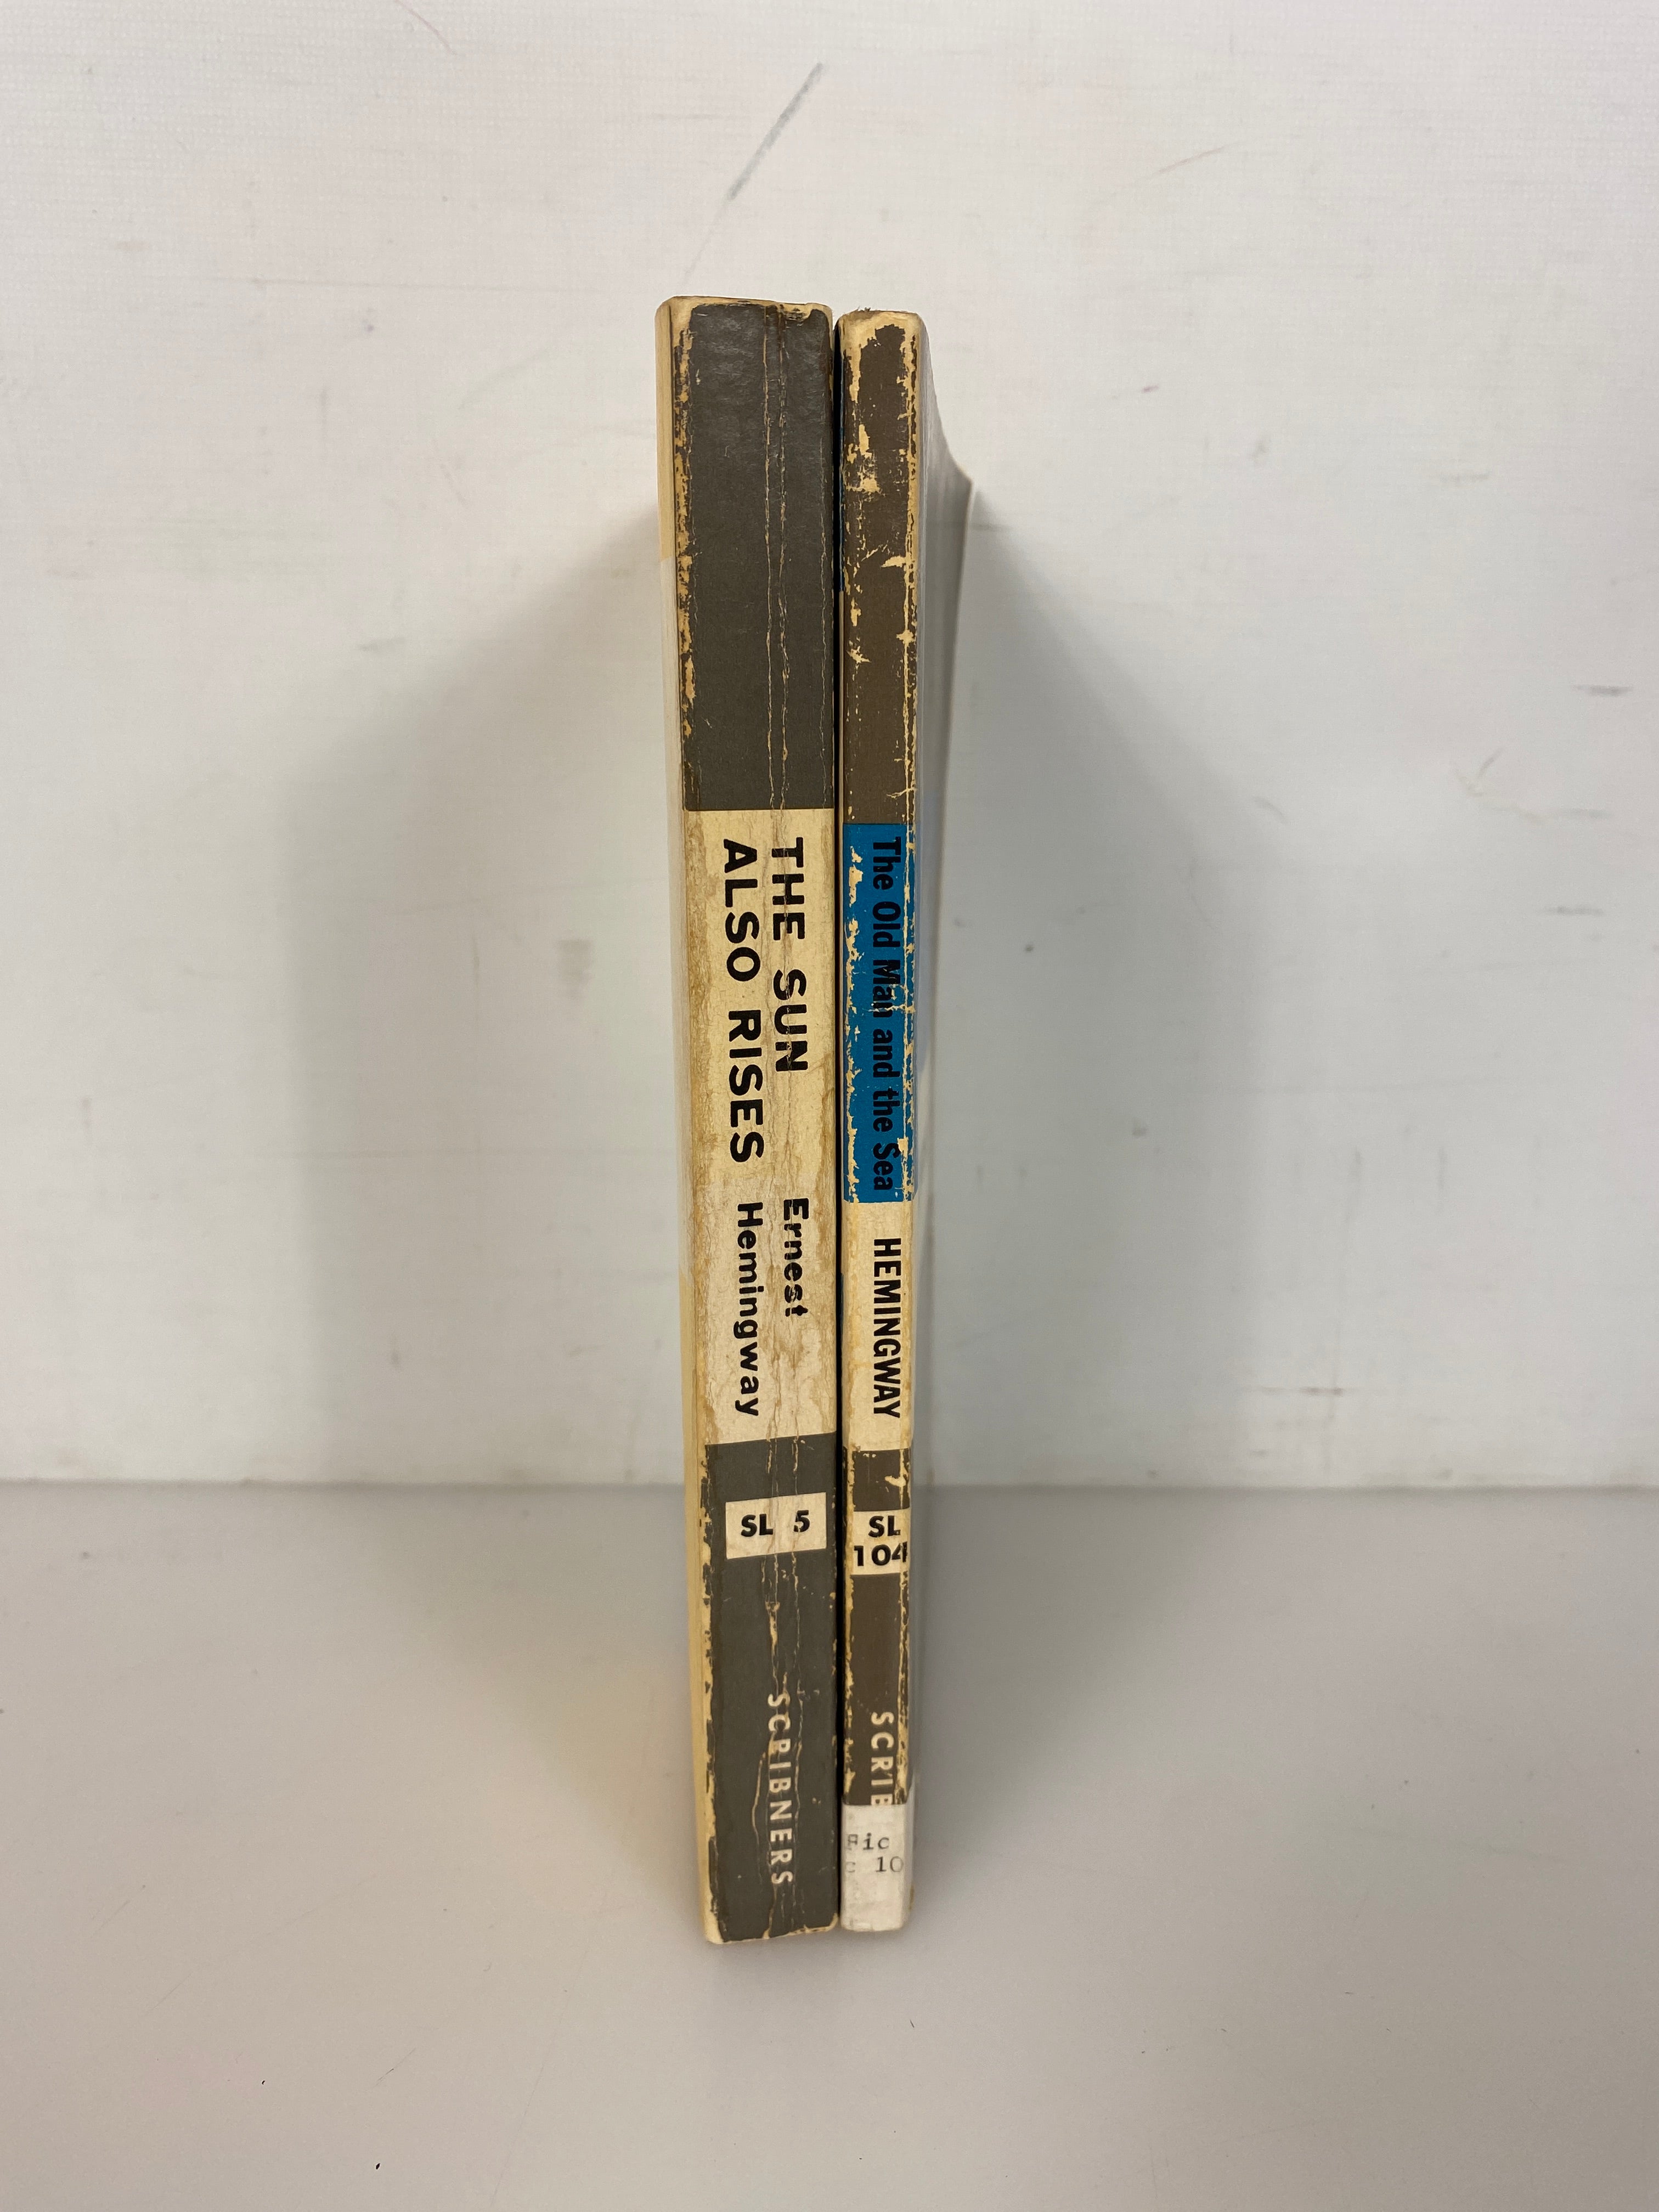 THE SUN
ALSO RISES
Ernest
Hemingway
SL 5
SCRIBNERS
The Old Man and the Sea
HEMINGWAY
SL
104
SCRIB
Fic
c 10